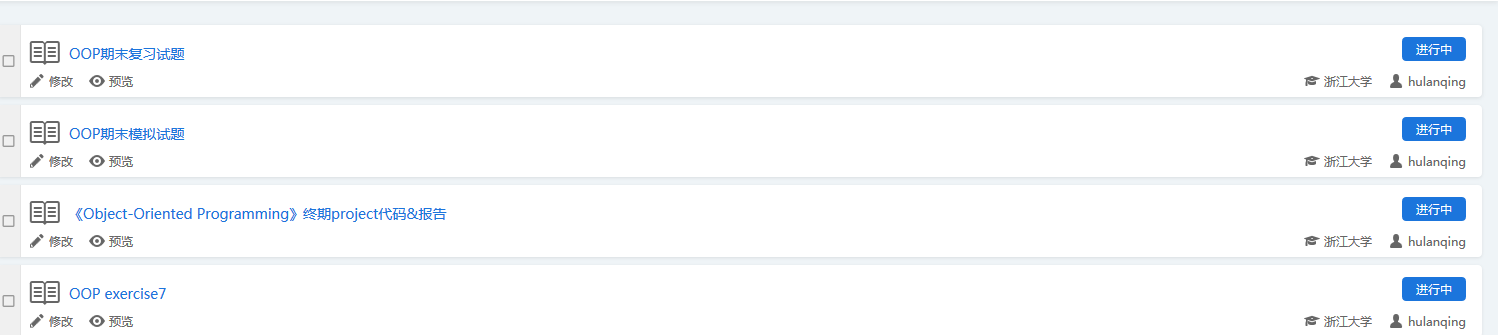 OOP期末复习试题
进行中
修改 预览 浙江大学 hulanqing
OOP期末模拟试题
进行中
修改 预览 浙江大学 hulanqing
《Object-Oriented Programming》终期project代码&报告
进行中
修改 预览 浙江大学 hulanqing
OOP exercise7
进行中
修改 预览 浙江大学 hulanqing